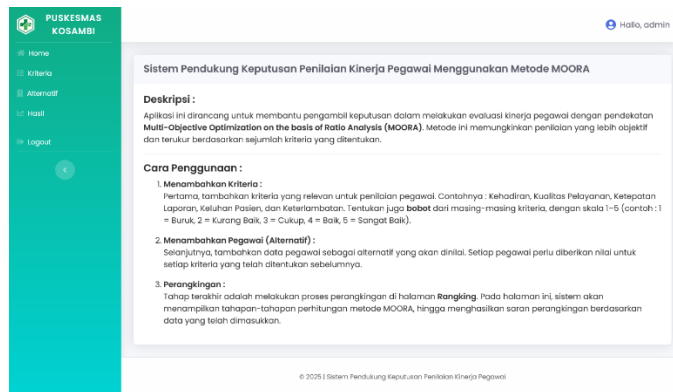 PUSKESMAS
KOSAMBI
Home
Kriteria
Alternatif
Hasil
Logout
Hallo, admin
Sistem Pendukung Keputusan Penilaian Kinerja Pegawai Menggunakan Metode MOORA
Deskripsi :
Aplikasi ini dirancang untuk membantu pengambil keputusan dalam melakukan evaluasi kinerja pegawai dengan pendekatan
Multi-Objective Optimization on the basis of Ratio Analysis (MOORA). Metode ini memungkinkan penilaian yang lebih objektif
dan terukur berdasarkan sejumlah kriteria yang ditentukan.
Cara Penggunaan :
1. Menambahkan Kriteria :
Pertama, tambahkan kriteria yang relevan untuk penilaian pegawai. Contohnya : Kehadiran, Kualitas Pelayanan, Ketepatan
Laporan, Keluhan Pasien, dan Keterlambatan. Tentukan juga bobot dari masing-masing kriteria, dengan skala 1–5 (contoh : 1
= Buruk, 2 = Kurang Baik, 3 = Cukup, 4 = Baik, 5 = Sangat Baik).
2. Menambahkan Pegawai (Alternatif) :
Selanjutnya, tambahkan data pegawai sebagai alternatif yang akan dinilai. Setiap pegawai perlu diberikan nilai untuk
setiap kriteria yang telah ditentukan sebelumnya.
3. Perangkingan :
Tahap terakhir adalah melakukan proses perangkingan di halaman Rangking. Pada halaman ini, sistem akan
menampilkan tahapan-tahapan perhitungan metode MOORA, hingga menghasilkan saran perangkingan berdasarkan
data yang telah dimasukkan.
© 2025 | Sistem Pendukung Keputusan Penilaian Kinerja Pegawai